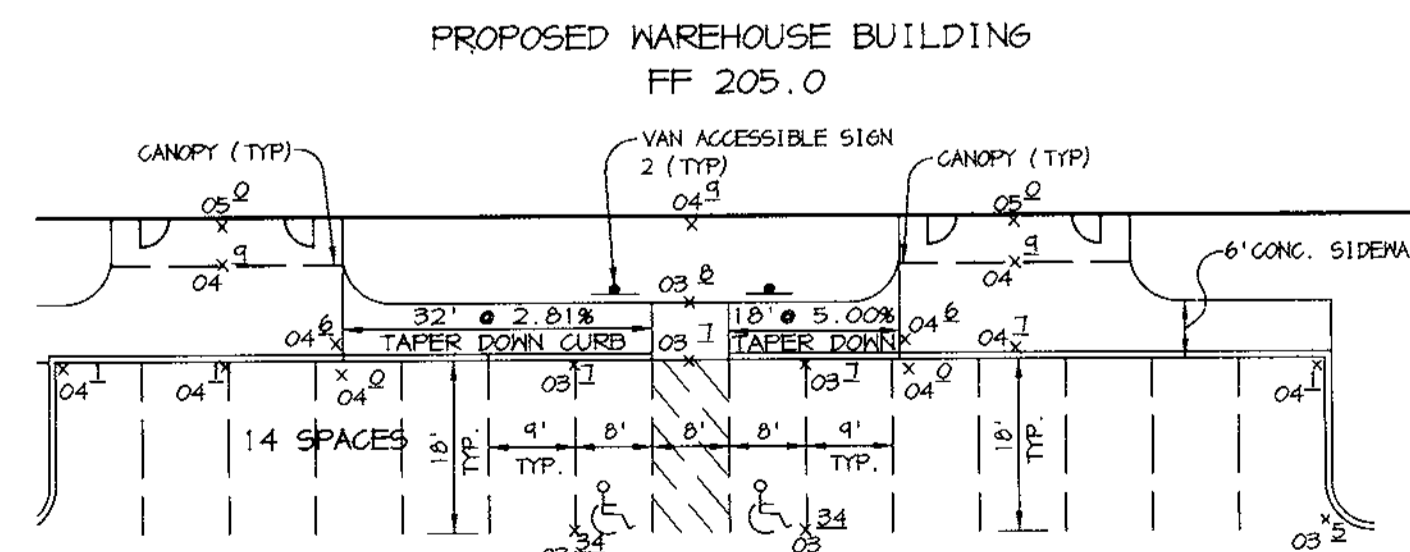 PROPOSED WAREHOUSE BUILDING
FF 205.0
VAN ACCESSIBLE SIGN
2 (TYP)
CANOPY (TYP)
CANOPY (TYP)
05 0
04 9
05 0
04 9
04 9
6' CONC. SIDEWA
03 8
32' @ 2.81%
18' @ 5.00%
04 6
TAPER DOWN CURB
03 7
TAPER DOWN
04 6
04 7
04 1
04 1
04 0
03 7
03 7
04 0
04 1
14 SPACES
18'
TYP.
9'
TYP.
8'
8'
8'
9'
TYP.
18'
TYP.
34
03
34
03
03 5